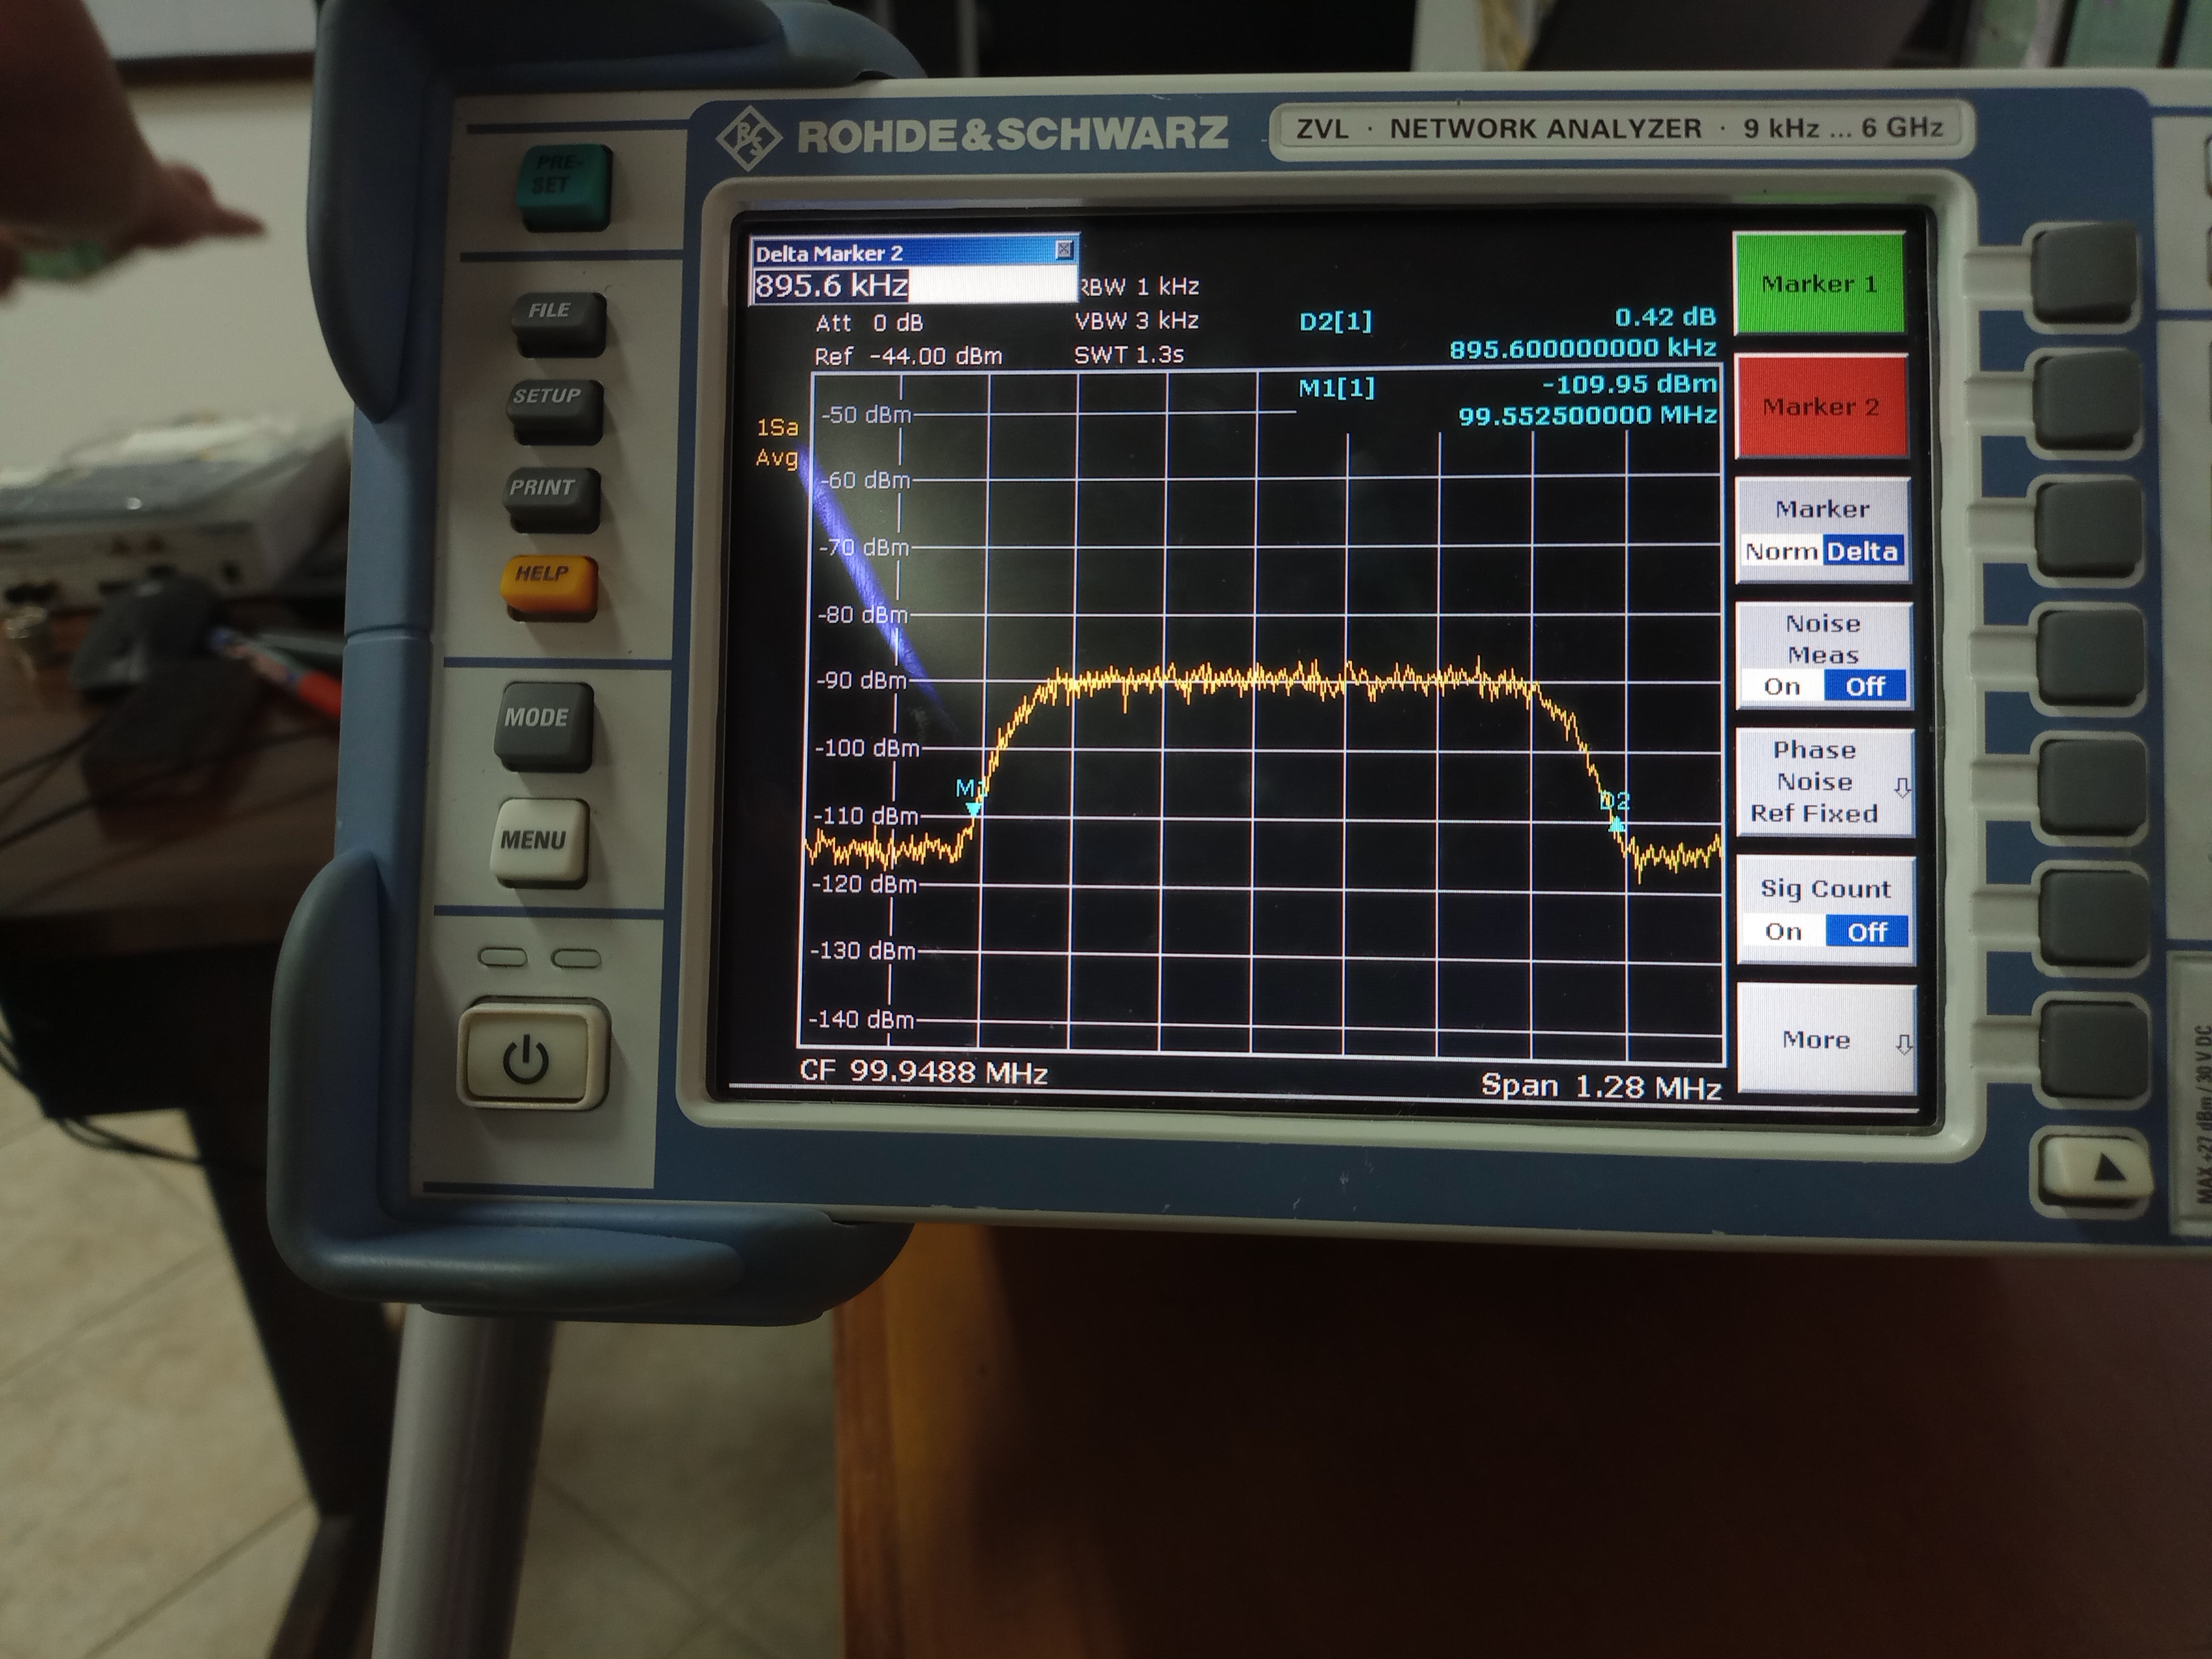 ROHDE&SCHWARZ
ZVL · NETWORK ANALYZER · 9 kHz ... 6 GHz
PRE-
SET
FILE
SETUP
PRINT
HELP
MODE
MENU
Delta Marker 2
895.6 kHz
RBW 1 kHz
Att 0 dB
VBW 3 kHz
Ref -44.00 dBm
SWT 1.3s
D2[1]
0.42 dB
895.600000000 kHz
M1[1]
-109.95 dBm
99.552500000 MHz
1Sa
Avg
-50 dBm
-60 dBm
-70 dBm
-80 dBm
-90 dBm
-100 dBm
-110 dBm
-120 dBm
-130 dBm
-140 dBm
M1
D2
CF 99.9488 MHz
Span 1.28 MHz
Marker 1
Marker 2
Marker
Norm Delta
Noise
Meas
On Off
Phase
Noise
Ref Fixed
Sig Count
On Off
More
MAX +27 dBm / 30 V DC